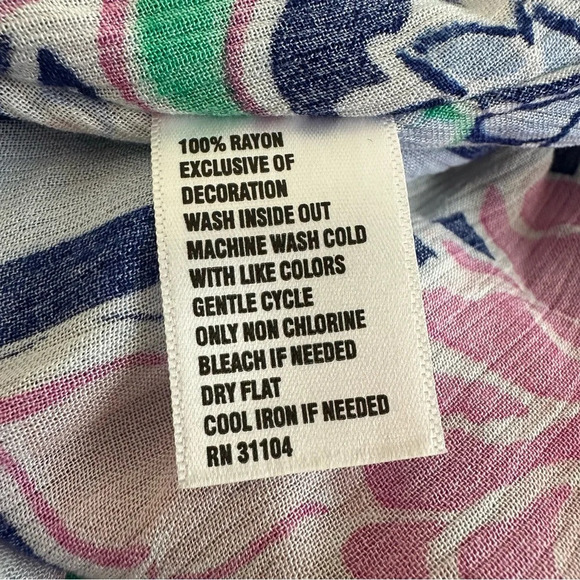 100% RAYON
EXCLUSIVE OF
DECORATION
WASH INSIDE OUT
MACHINE WASH COLD
WITH LIKE COLORS
GENTLE CYCLE
ONLY NON CHLORINE
BLEACH IF NEEDED
DRY FLAT
COOL IRON IF NEEDED
RN 31104